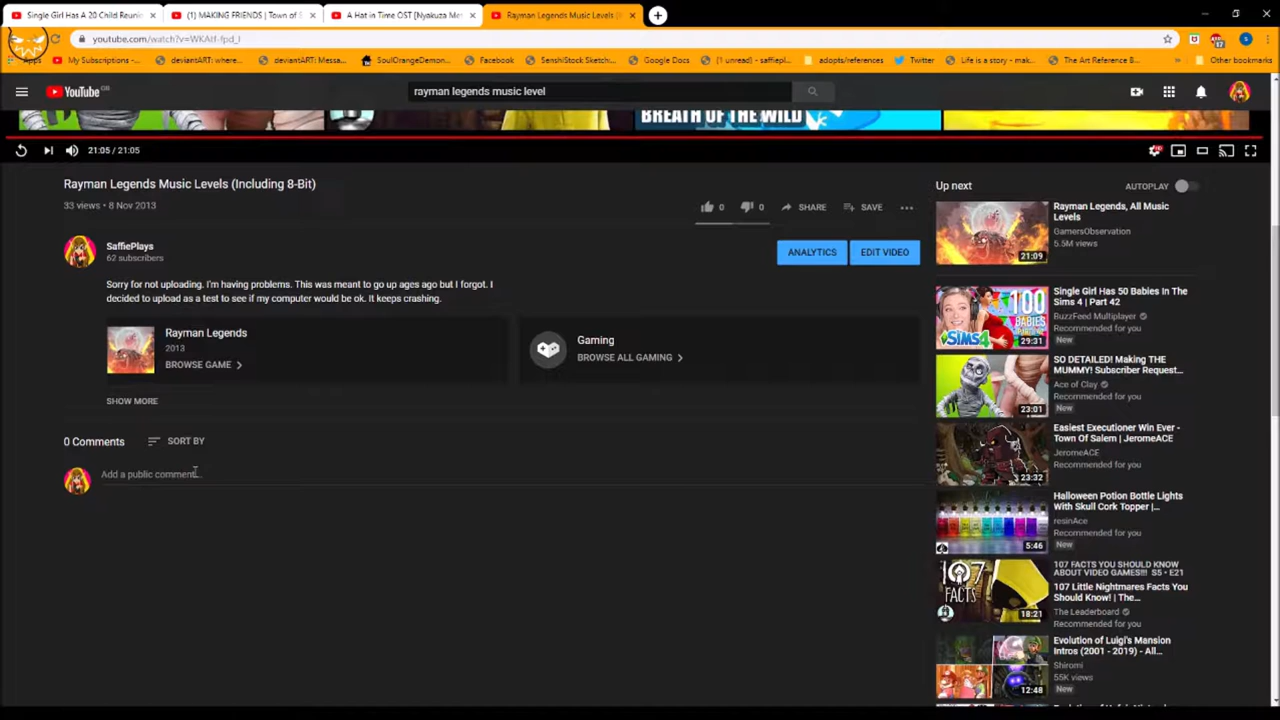 Single Girl Has A 20 Child Reuni
(1) MAKING FRIENDS | Town of S
A Hat in Time OST [Nyakuza Me
Rayman Legends Music Levels (I
Apps
My Subscriptions -...
deviantART: where...
deviantART: Messa...
SoulOrangeDemon...
Facebook
SenshiStock Sketch...
Google Docs
(1 unread) - saffiepl...
adopts/references
Twitter
Life is a story - mak...
The Art Reference B...
Other bookmarks
YouTube GB
rayman legends music level
BREATH OF THE WILD
21:05 / 21:05
Rayman Legends Music Levels (Including 8-Bit)
33 views • 8 Nov 2013
0
0
SHARE
SAVE
SaffiePlays
62 subscribers
ANALYTICS
EDIT VIDEO
Sorry for not uploading. I'm having problems. This was meant to go up ages ago but I forgot. I
decided to upload as a test to see if my computer would be ok. It keeps crashing.
Rayman Legends
2013
BROWSE GAME
Gaming
BROWSE ALL GAMING
SHOW MORE
0 Comments
SORT BY
Add a public comment...
Up next
AUTOPLAY
Rayman Legends, All Music
Levels
GamersObservation
5.5M views
21:09
Single Girl Has 50 Babies In The
Sims 4 | Part 42
BuzzFeed Multiplayer
Recommended for you
New
100
BABIES
SIMS4
29:31
SO DETAILED! Making THE
MUMMY! Subscriber Request...
Ace of Clay
Recommended for you
New
23:01
Easiest Executioner Win Ever -
Town Of Salem | JeromeACE
JeromeACE
Recommended for you
23:32
Halloween Potion Bottle Lights
With Skull Cork Topper |...
resinAce
Recommended for you
New
5:46
107 FACTS YOU SHOULD KNOW
ABOUT VIDEO GAMES!!! S5 - E21
107 Little Nightmares Facts You
Should Know! | The...
The Leaderboard
Recommended for you
107
FACTS
18:21
Evolution of Luigi's Mansion
Intros (2001 - 2019) - All...
Shiromi
55K views
New
12:48